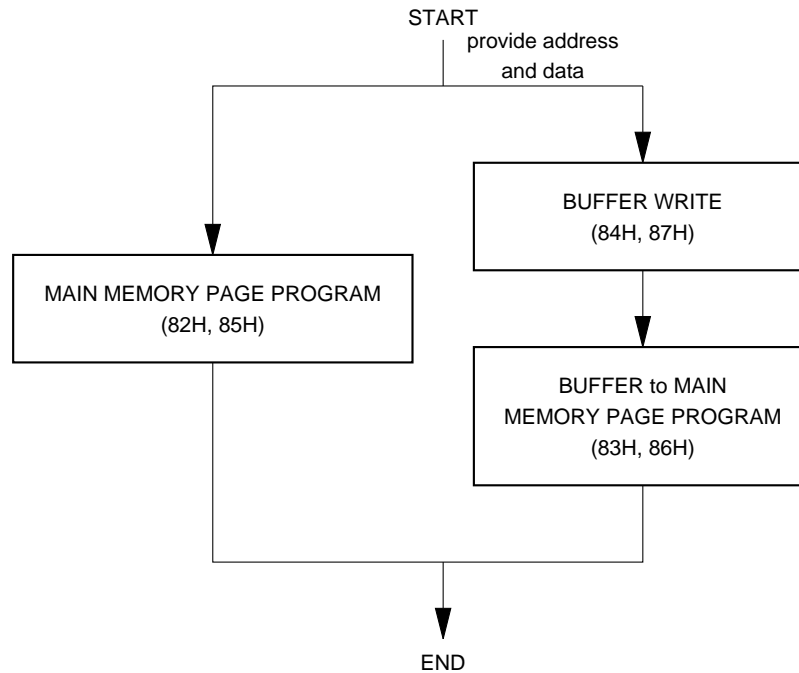 START
provide address
and data
BUFFER WRITE
(84H, 87H)
MAIN MEMORY PAGE PROGRAM
(82H, 85H)
BUFFER to MAIN
MEMORY PAGE PROGRAM
(83H, 86H)
END